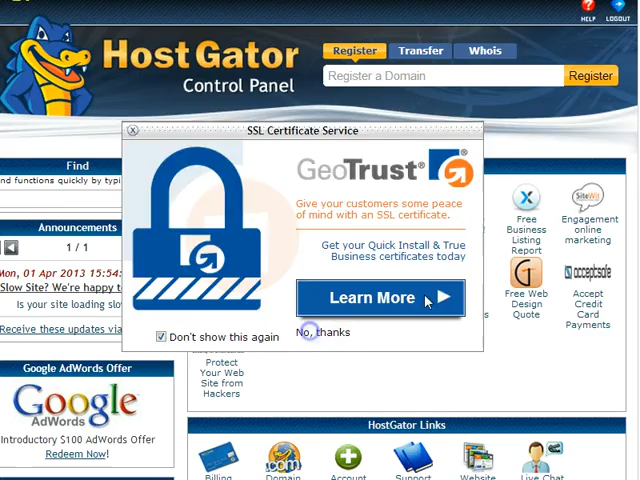 HELP
LOGOUT
HostGator
Control Panel
Register
Transfer
Whois
Register a Domain
Register
SSL Certificate Service
GeoTrust®
Give your customers some peace
of mind with an SSL certificate.
Get your Quick Install & True
Business certificates today
Learn More
Don't show this again
No, thanks
Find
nd functions quickly by typi
Announcements
1 / 1
Mon, 01 Apr 2013 15:54:
Slow Site? We're happy t
Is your site loading slo
Receive these updates via
Google AdWords Offer
Google
AdWords
Introductory $100 AdWords Offer
Redeem Now!
Free
Business
Listing
Report
SiteWit
Engagement
online
marketing
Free Web
Design
Quote
acceptsafe
Accept
Credit
Card
Payments
Protect
Your Web
Site from
Hackers
HostGator Links
.COM
Billing
Domain
Account
Support
Website
Live Chat